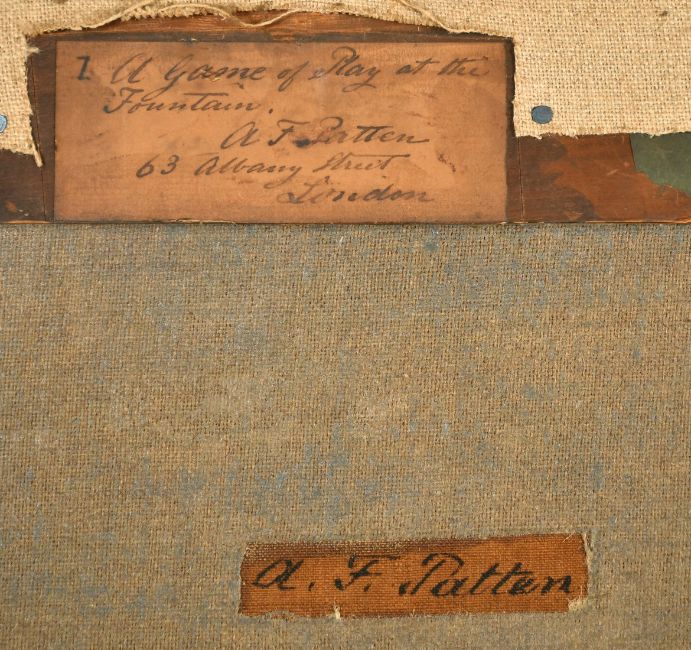 1 A Game of Play at the
Fountain.
A F Patten
63 Albany Street
London
A. F. Patten